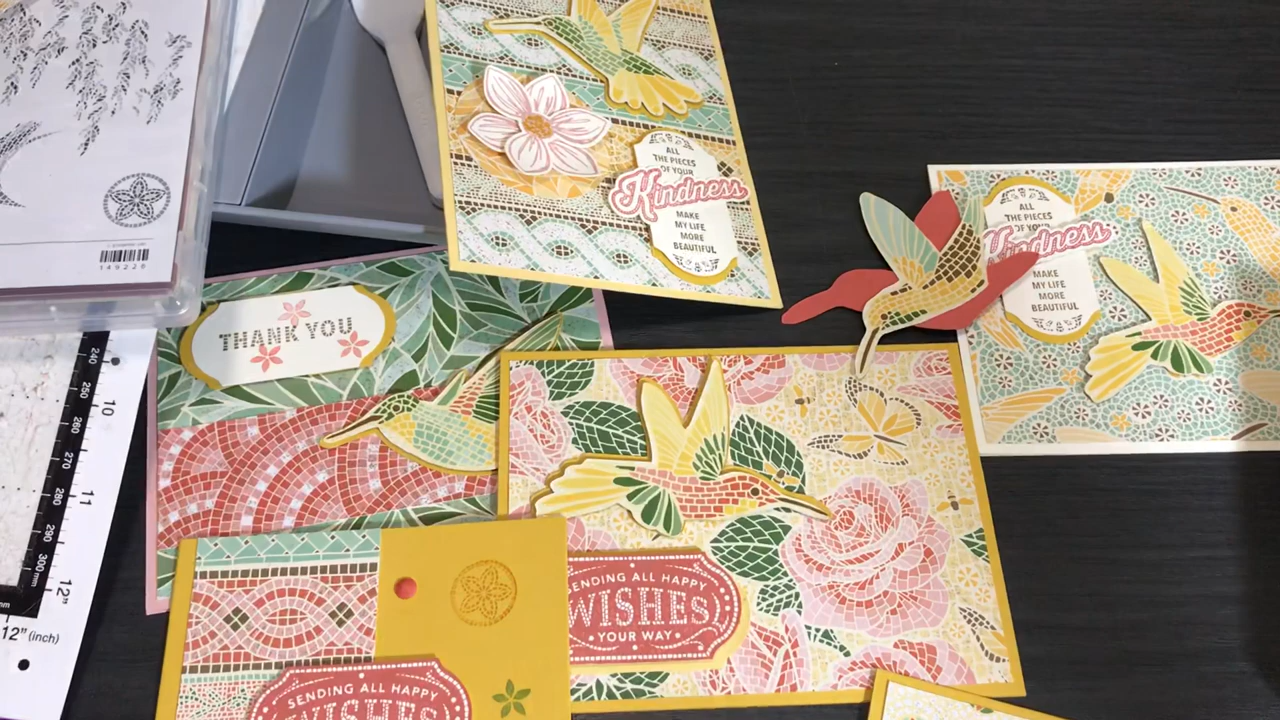 149226
240
250
260
270
280
290
300 mm
10
11
12"
12" (inch)
THANK YOU
ALL
THE PIECES
OF YOUR
Kindness
MAKE
MY LIFE
MORE
BEAUTIFUL
ALL
THE PIECES
OF YOUR
Kindness
MAKE
MY LIFE
MORE
BEAUTIFUL
SENDING ALL HAPPY
WISHES
YOUR WAY
SENDING ALL HAPPY
WISHES